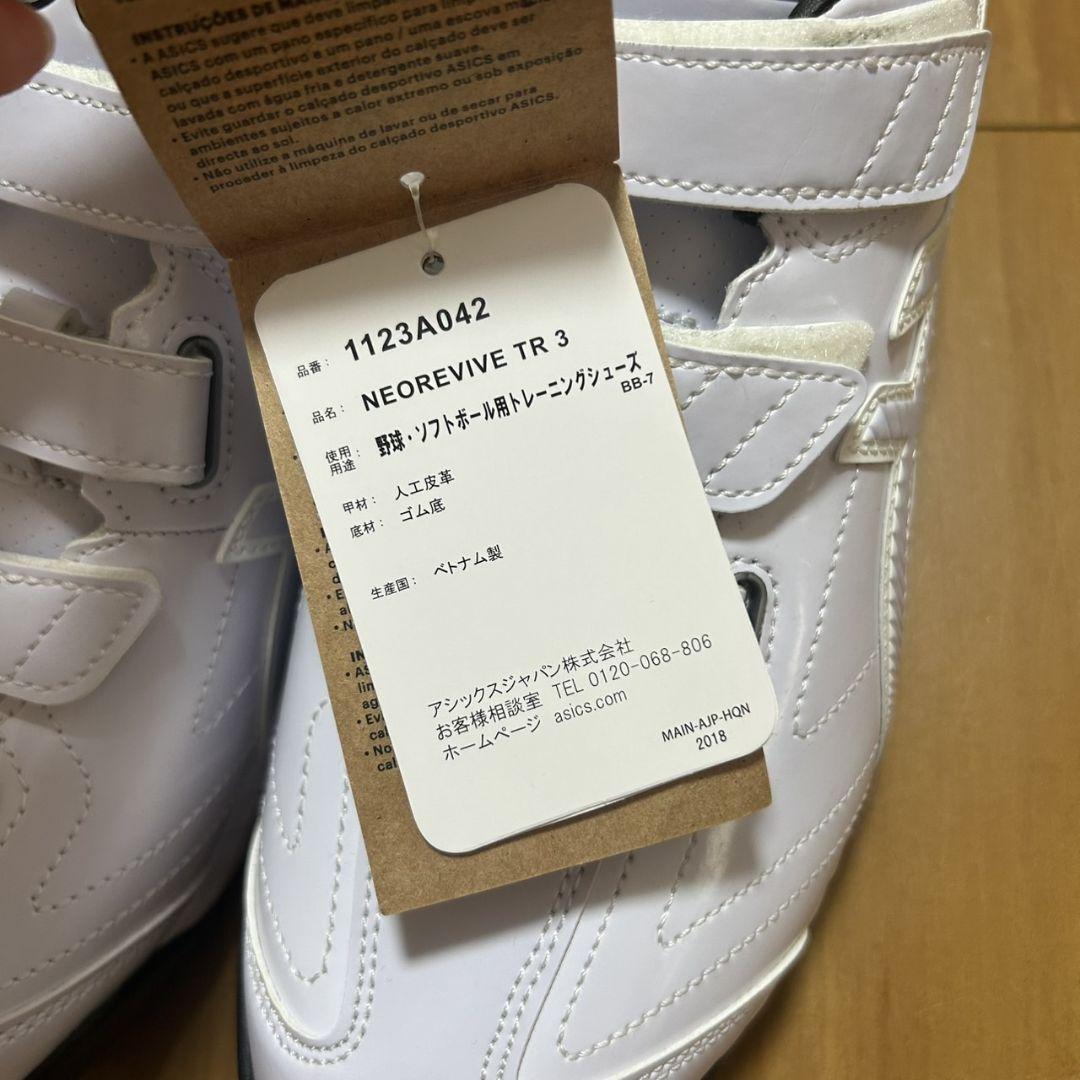 INSTRUÇÕES DE
• A ASICS sugere que deve
ASICS com um pano específico para
calçado desportivo e um pano / uma escova
ou que a superfície exterior do calçado deve ser
lavada com água fria e detergente suave.
• Evite guardar o calçado desportivo ASICS em
ambientes sujeitos a calor extremo ou sob exposição
directa ao sol.
• Não utilize a máquina de lavar ou de secar para
proceder à limpeza do calçado desportivo ASICS.
品番： 1123A042
品名： NEOREVIVE TR 3
使用用途： 野球・ソフトボール用トレーニングシューズ
BB-7
甲材： 人工皮革
底材： ゴム底
生産国： ベトナム製
アシックスジャパン株式会社
お客様相談室 TEL 0120-068-806
ホームページ asics.com
MAIN-AJP-HQN
2018